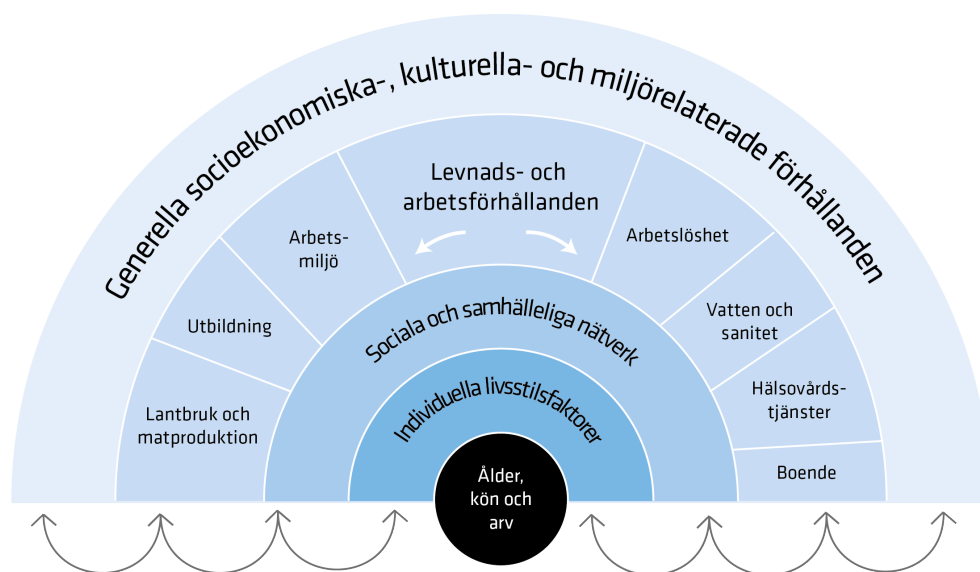 Generella socioekonomiska-, kulturella- och miljörelaterade förhållanden
Levnads- och
arbetsförhållanden
Lantbruk och
matproduktion
Utbildning
Arbets-
miljö
Arbetslöshet
Vatten och
sanitet
Hälsovårds-
tjänster
Boende
Sociala och samhälleliga nätverk
Individuella livsstilsfaktorer
Ålder,
kön och
arv